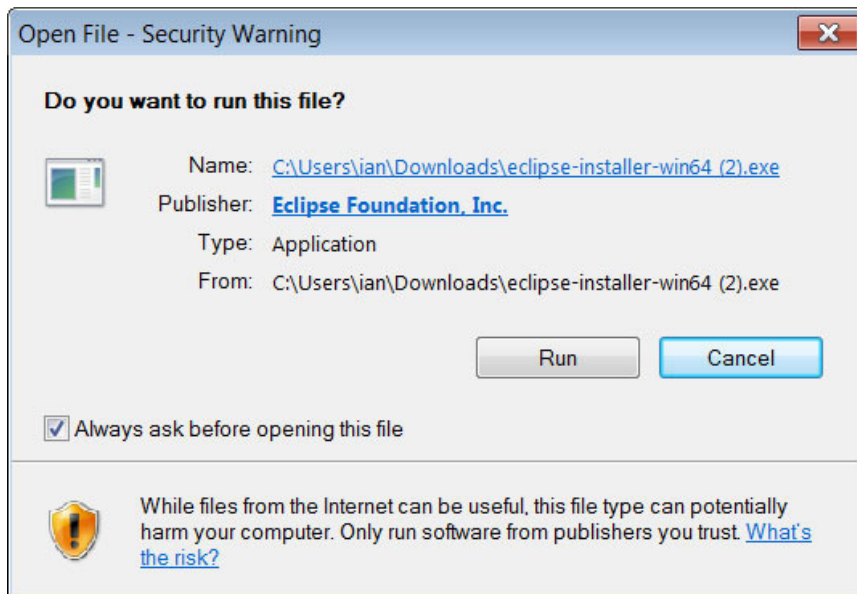 Open File - Security Warning
Do you want to run this file?
Name: C:\Users\ian\Downloads\eclipse-installer-win64 (2).exe
Publisher: Eclipse Foundation, Inc.
Type: Application
From: C:\Users\ian\Downloads\eclipse-installer-win64 (2).exe
Run Cancel
Always ask before opening this file
While files from the Internet can be useful, this file type can potentially
harm your computer. Only run software from publishers you trust. What's
the risk?